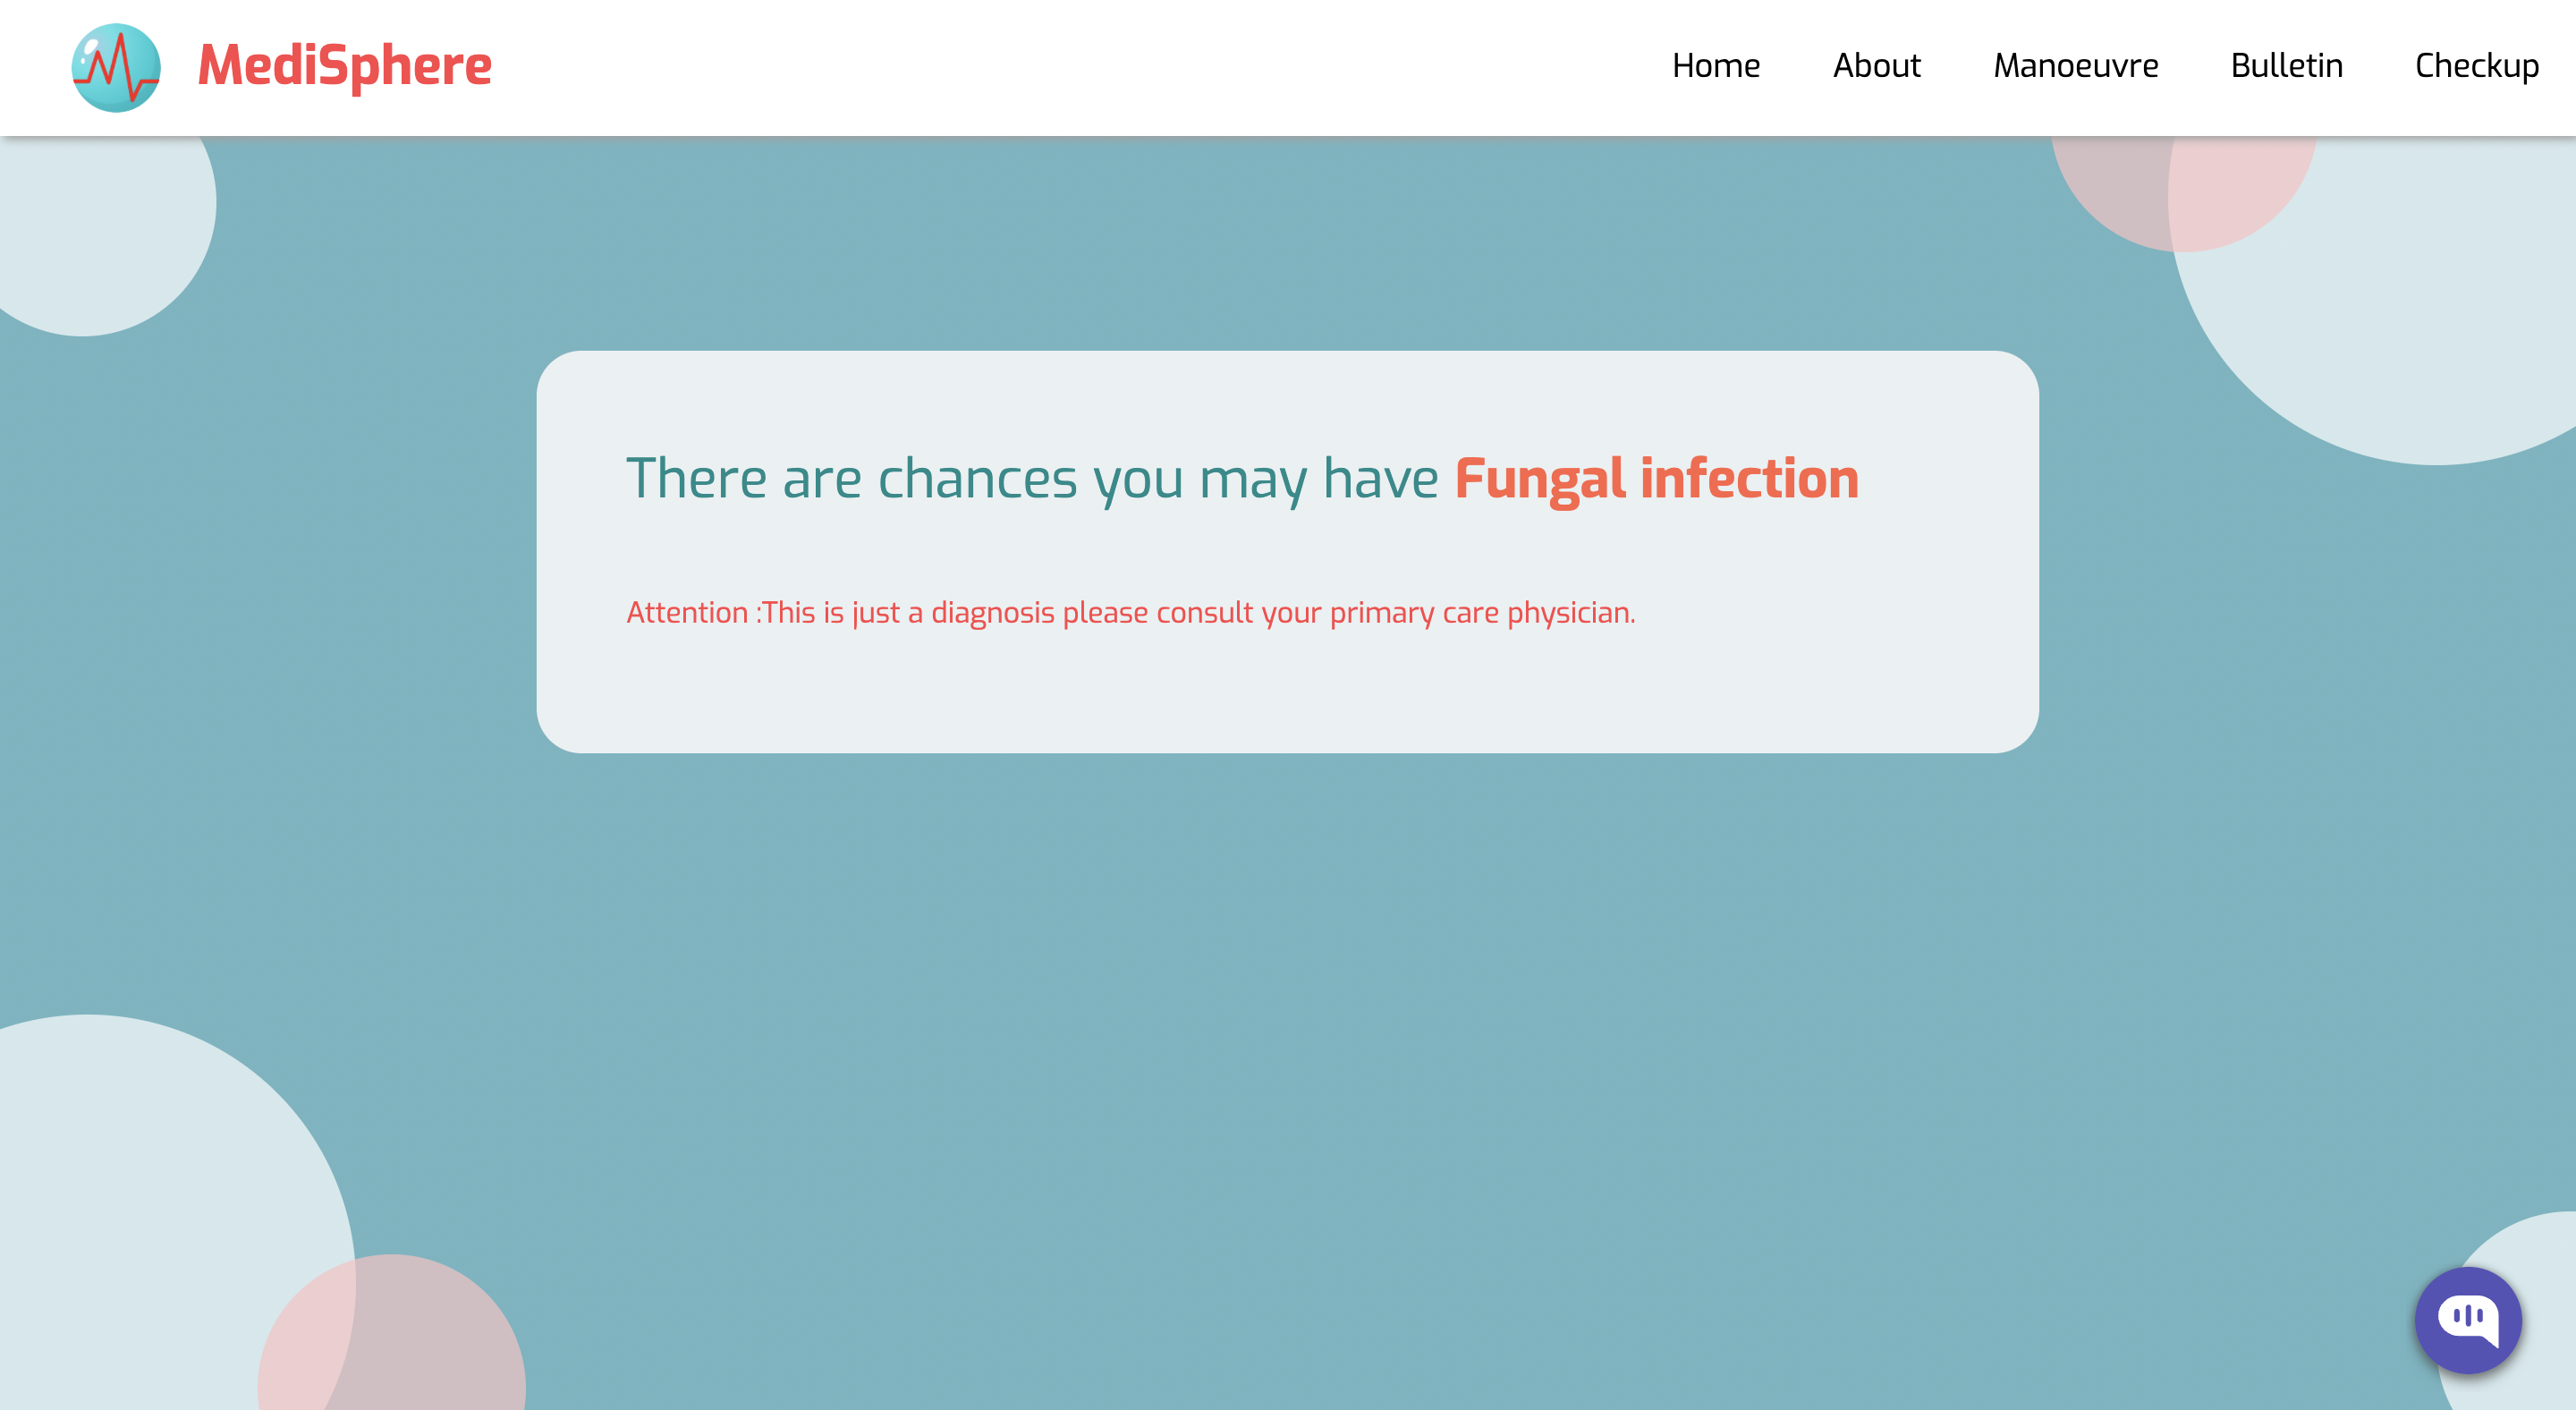 MediSphere
Home About Manoeuvre Bulletin Checkup
There are chances you may have Fungal infection
Attention :This is just a diagnosis please consult your primary care physician.